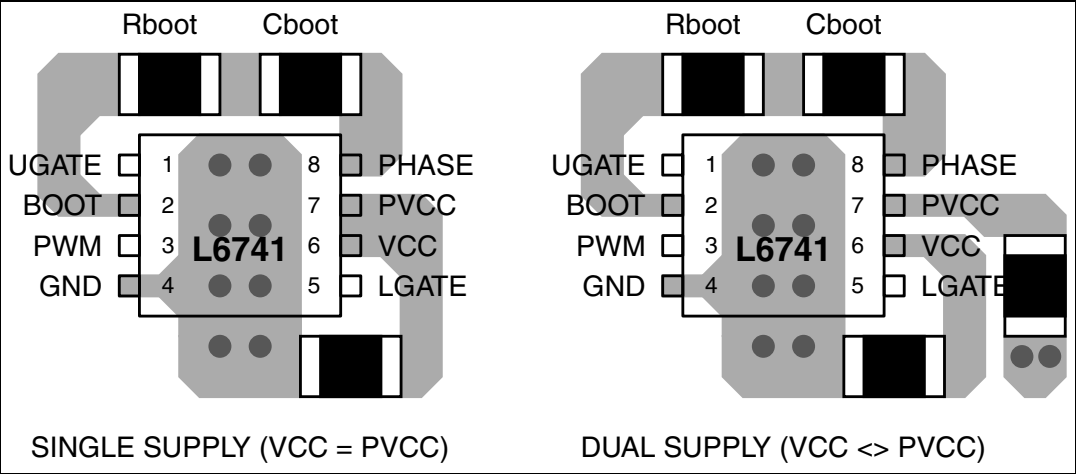 Rboot Cboot
UGATE 1 8 PHASE
BOOT 2 7 PVCC
PWM 3 L6741 6 VCC
GND 4 5 LGATE
SINGLE SUPPLY (VCC = PVCC)
Rboot Cboot
UGATE 1 8 PHASE
BOOT 2 7 PVCC
PWM 3 L6741 6 VCC
GND 4 5 LGATE
DUAL SUPPLY (VCC <> PVCC)